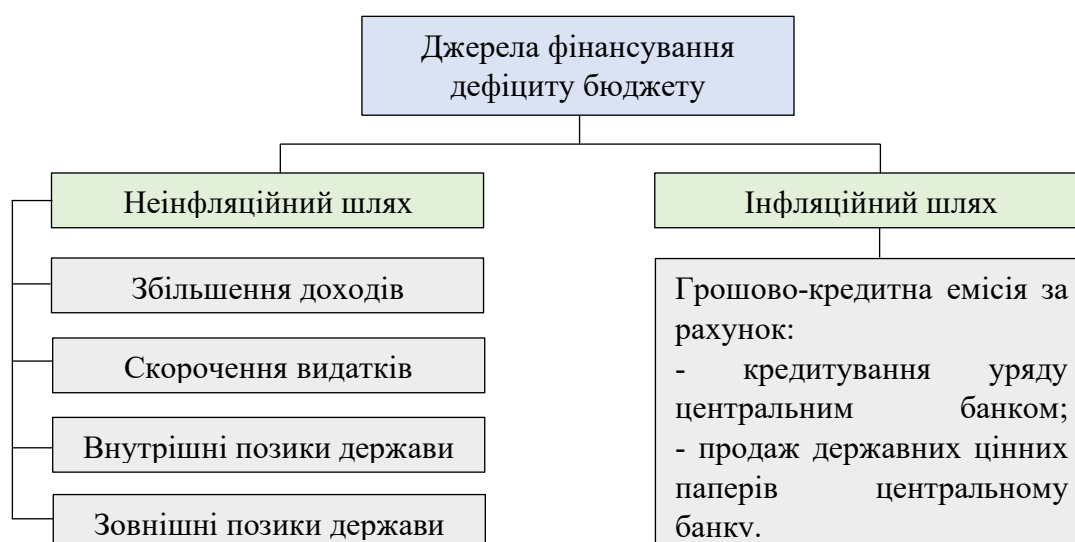 Джерела фінансування
дефіциту бюджету
Неінфляційний шлях
Інфляційний шлях
Збільшення доходів
Скорочення видатків
Внутрішні позики держави
Зовнішні позики держави
Грошово-кредитна емісія за
рахунок:
- кредитування уряду
центральним банком;
- продаж державних цінних
паперів центральному
банку.